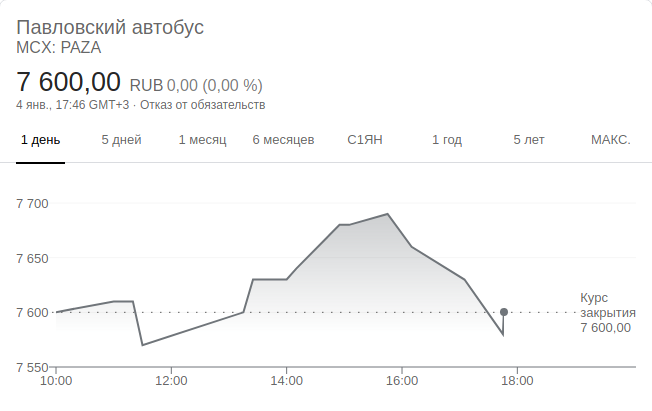 Павловский автобус
MCX: PAZA
7 600,00 RUB 0,00 (0,00 %)
4 янв., 17:46 GMT+3 · Отказ от обязательств
1 день 5 дней 1 месяц 6 месяцев С1ЯН 1 год 5 лет МАКС.
7 700
7 650
7 600
7 550
Курс
закрытия
7 600,00
10:00 12:00 14:00 16:00 18:00